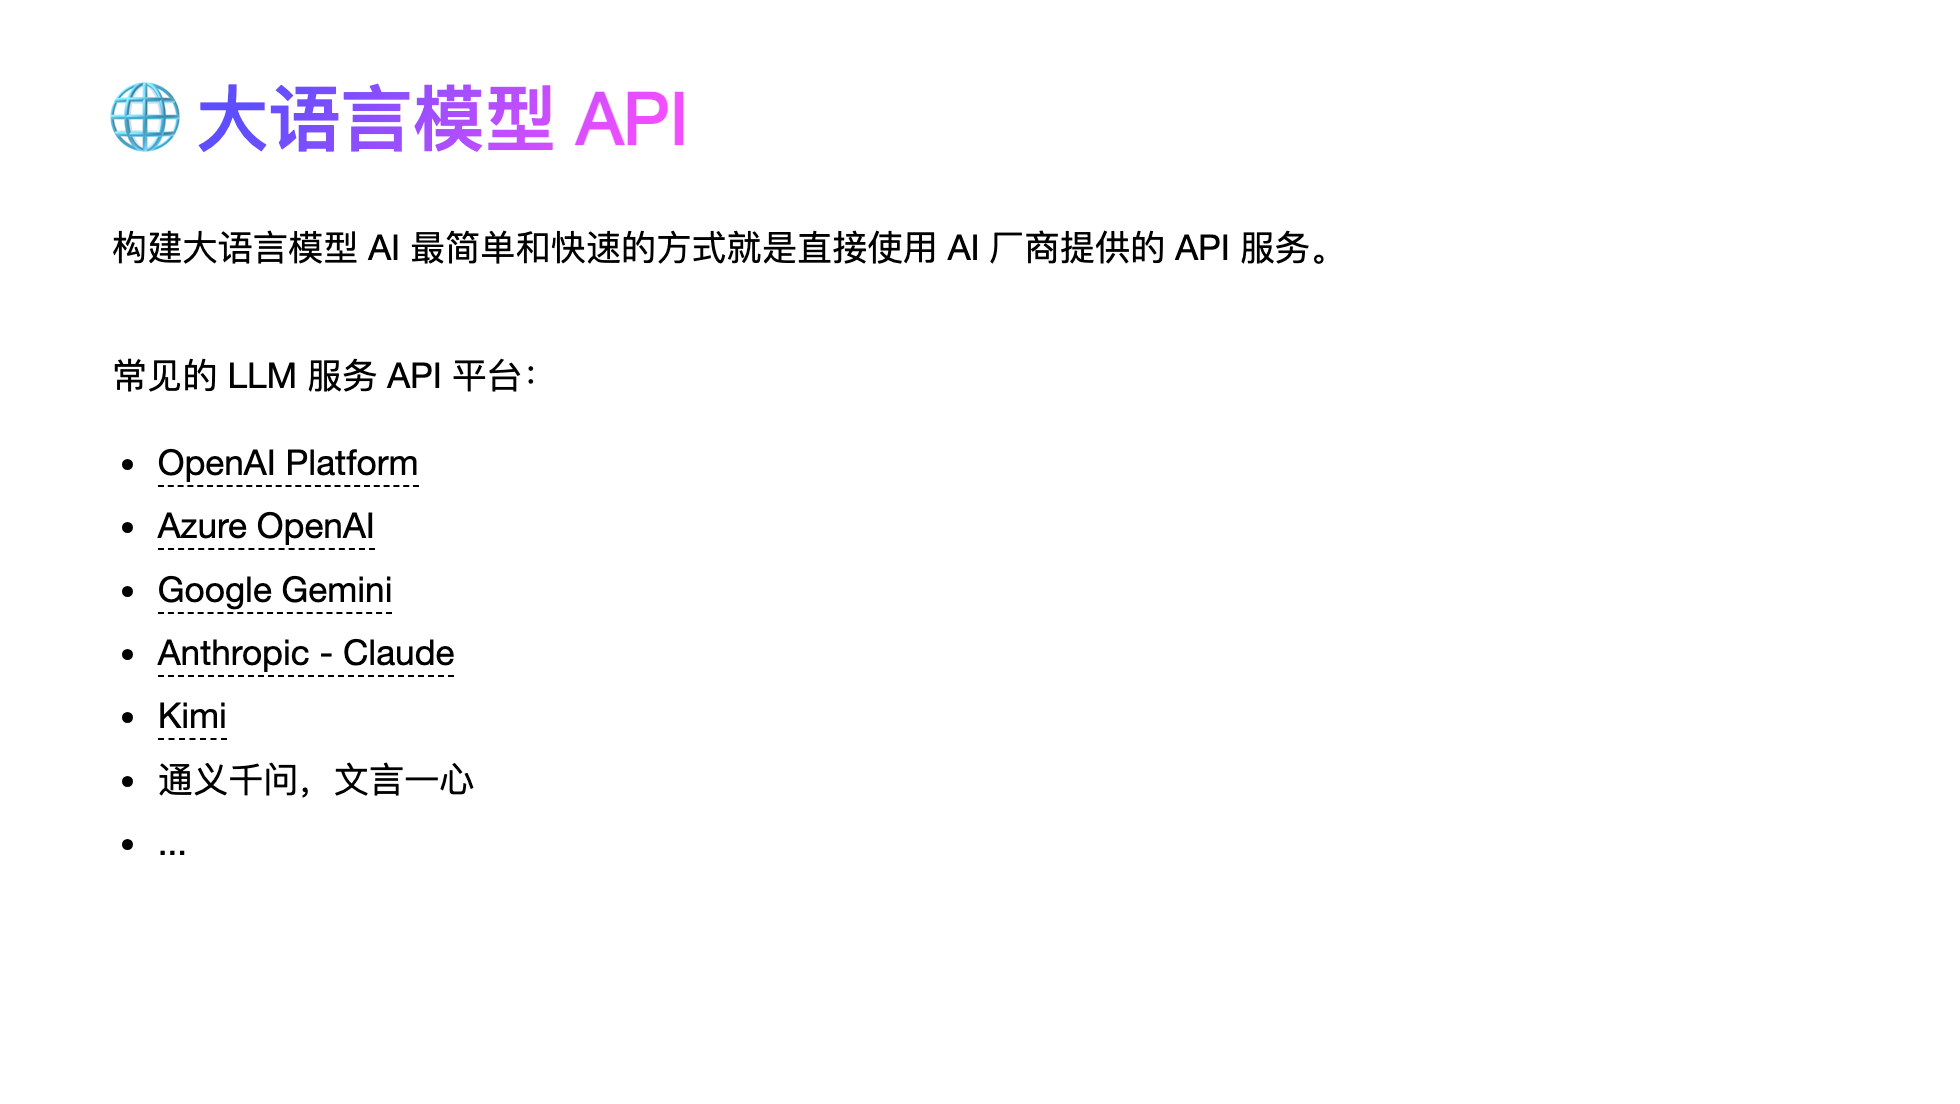 🌐 大语言模型 API
构建大语言模型 AI 最简单和快速的方式就是直接使用 AI 厂商提供的 API 服务。
常见的 LLM 服务 API 平台：
• OpenAI Platform
• Azure OpenAI
• Google Gemini
• Anthropic - Claude
• Kimi
• 通义千问，文言一心
• ...